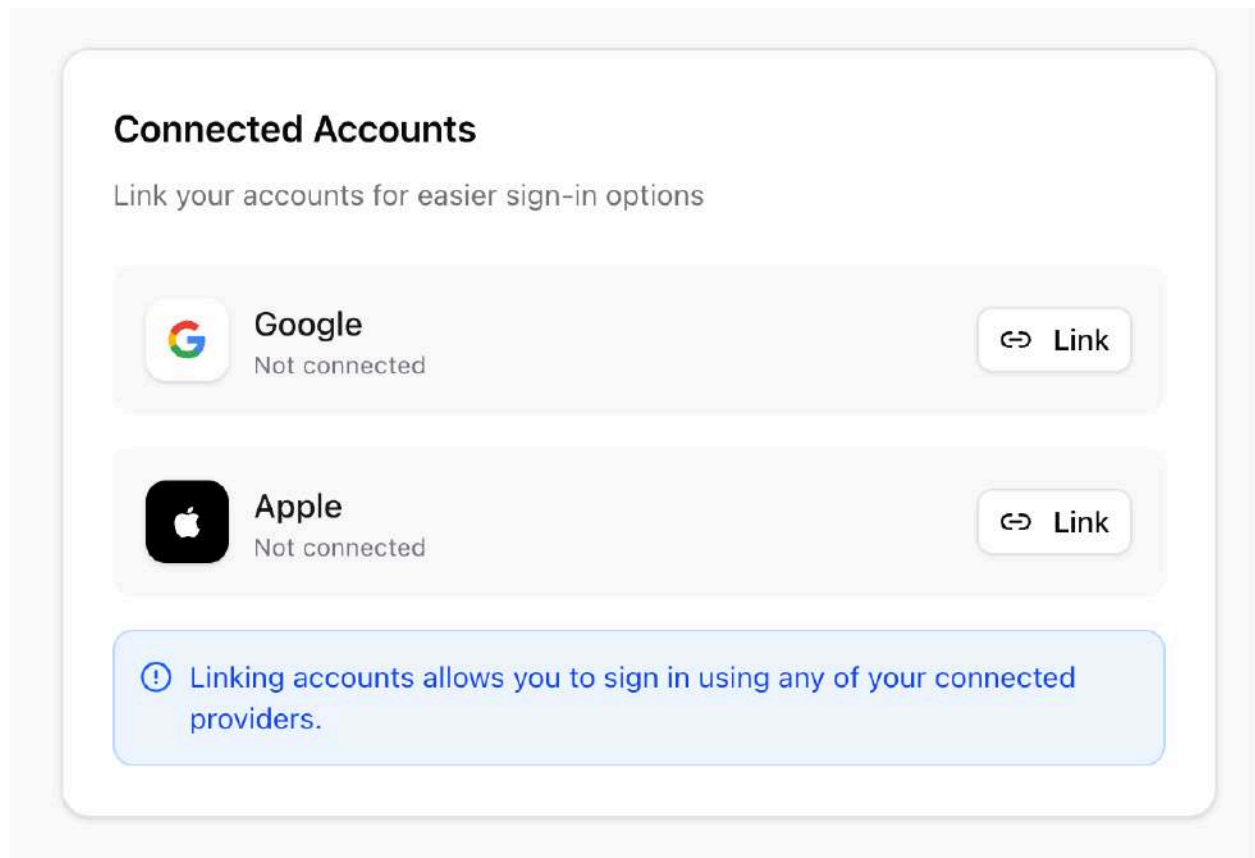 Connected Accounts
Link your accounts for easier sign-in options
Google
Not connected
Link
Apple
Not connected
Link
Linking accounts allows you to sign in using any of your connected
providers.